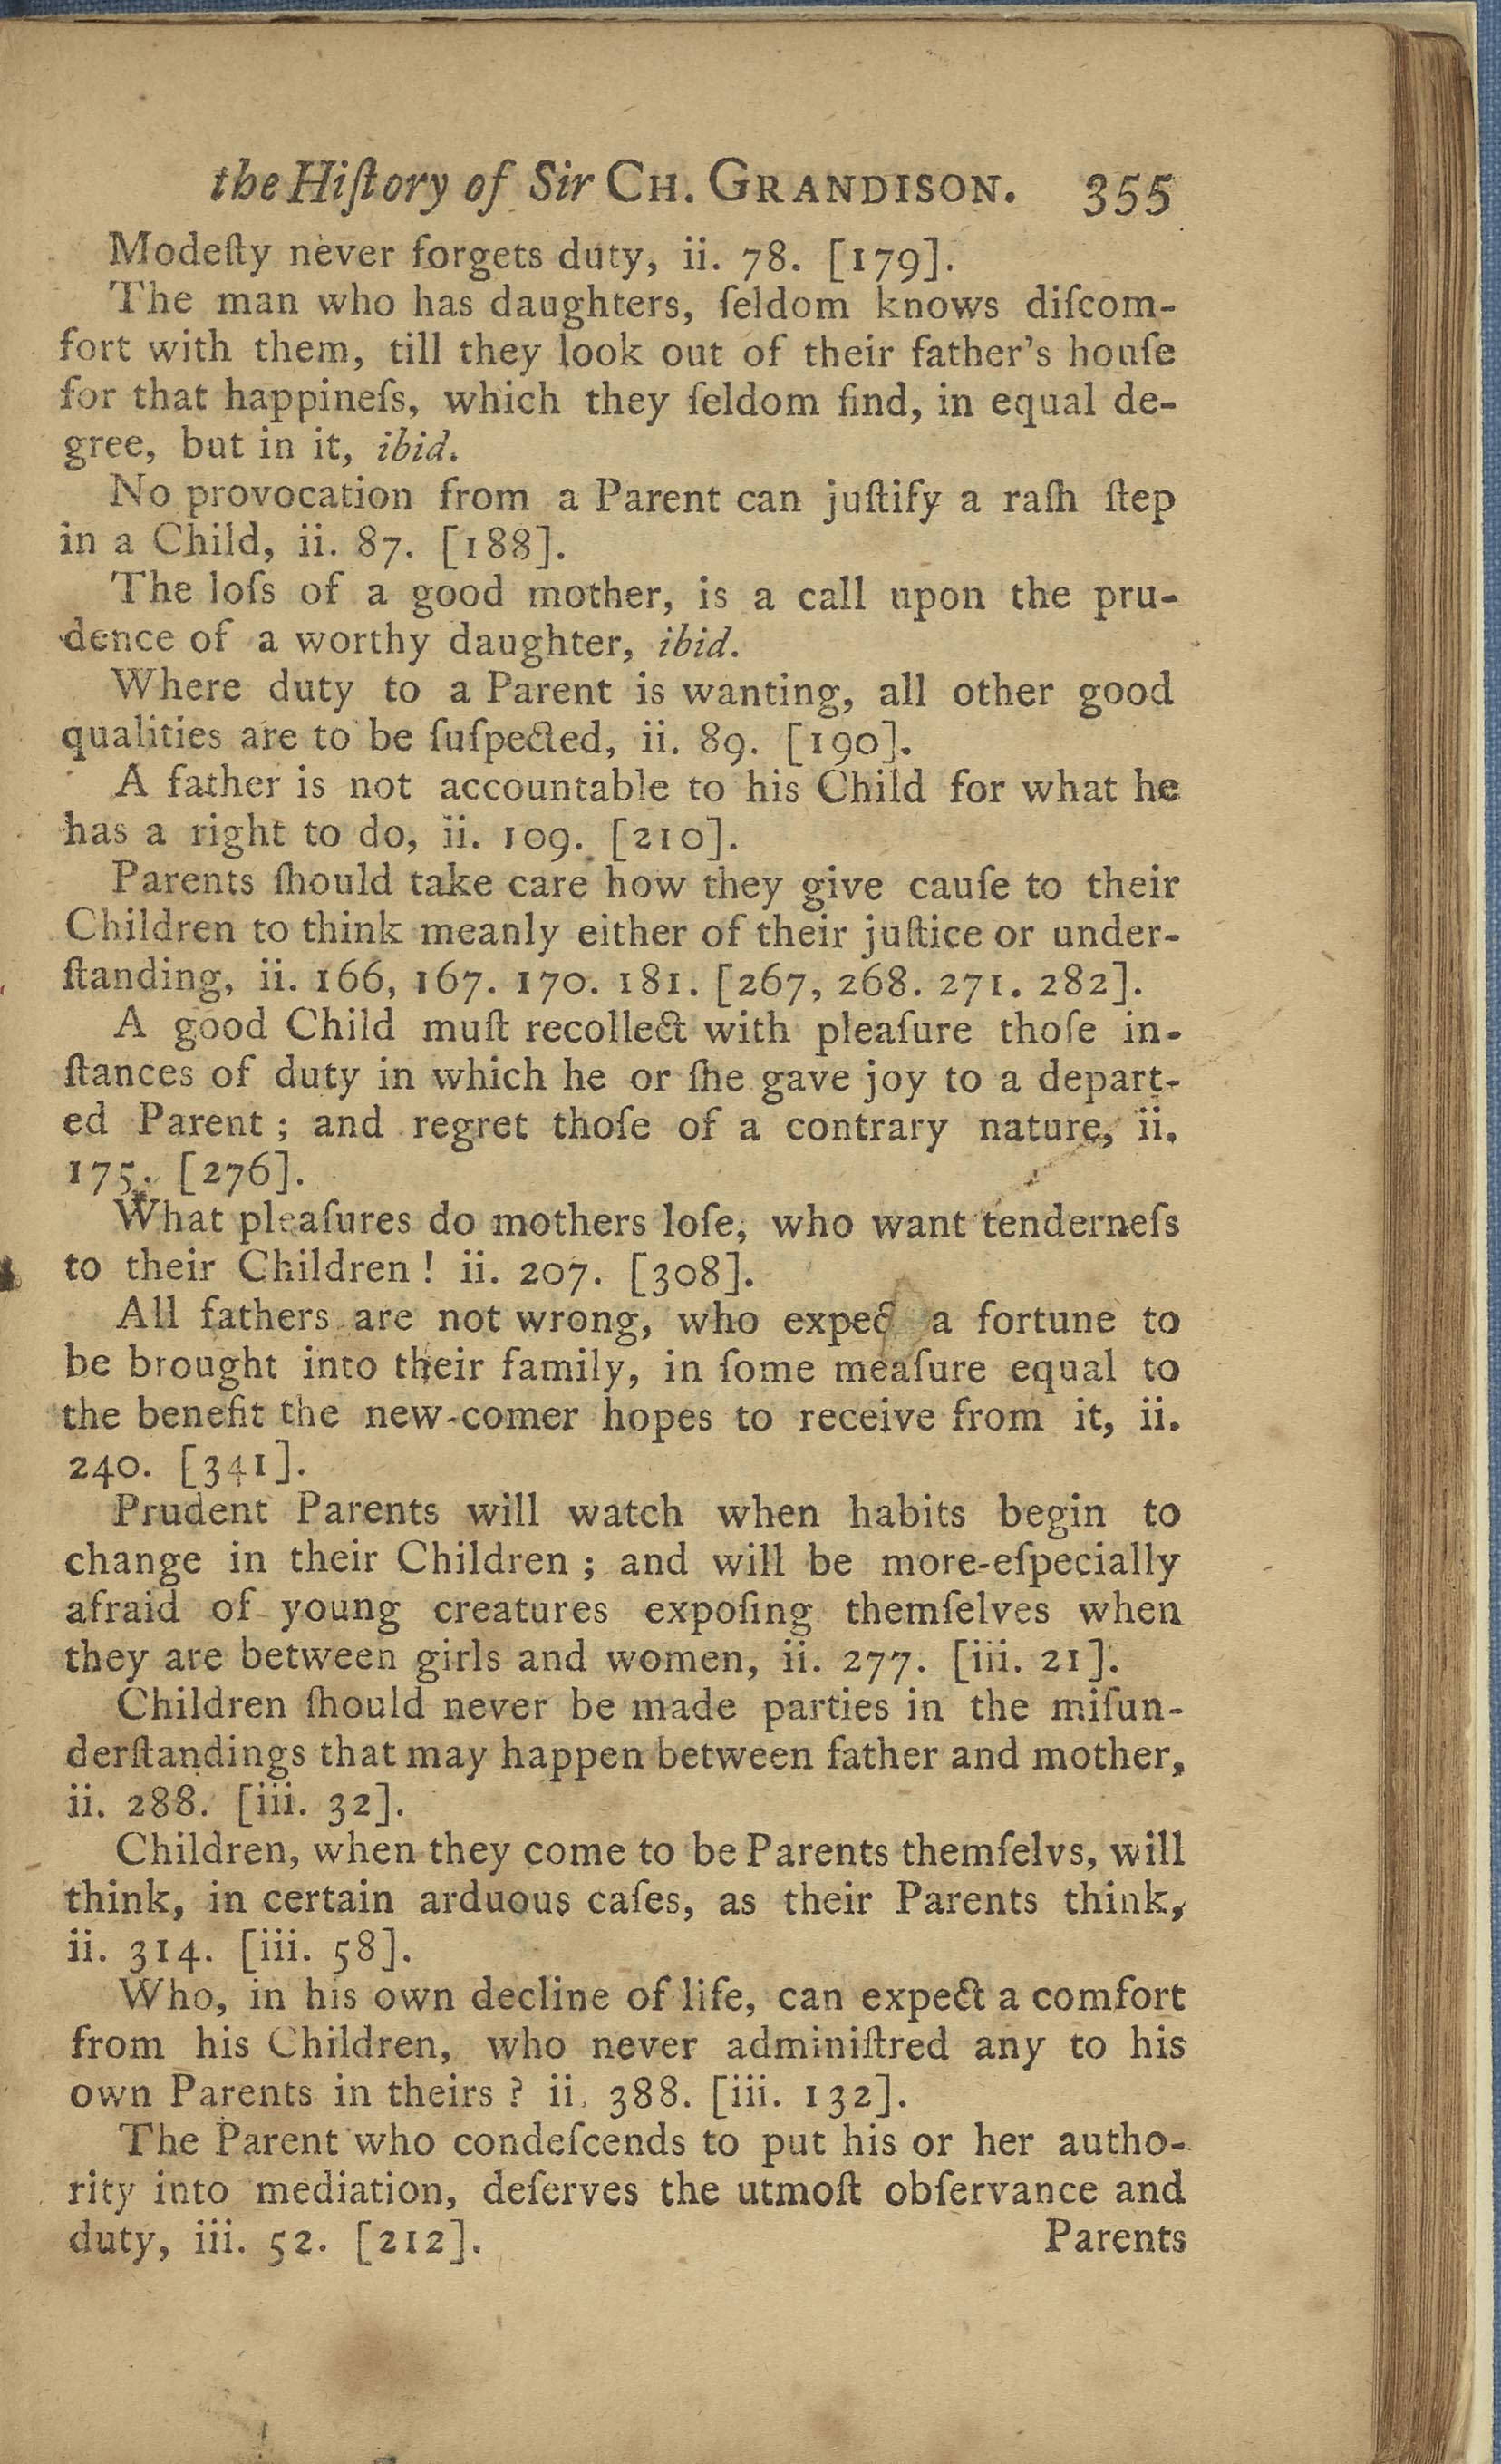 the Hiſtory of Sir CH. GRANDISON. 355
Modeſty never forgets duty, ii. 78. [179].
The man who has daughters, ſeldom knows diſcom-
fort with them, till they look out of their father's houſe
for that happineſs, which they ſeldom find, in equal de-
gree, but in it, ibid.
No provocation from a Parent can juſtify a raſh ſtep
in a Child, ii. 87. [188].
The loſs of a good mother, is a call upon the pru-
dence of a worthy daughter, ibid.
Where duty to a Parent is wanting, all other good
qualities are to be ſuſpected, ii. 89. [190].
A father is not accountable to his Child for what he
has a right to do, ii. 109. [210].
Parents ſhould take care how they give cauſe to their
Children to think meanly either of their juſtice or under-
ſtanding, ii. 166, 167. 170. 181. [267, 268. 271. 282].
A good Child muſt recollect with pleaſure thoſe in-
ſtances of duty in which he or ſhe gave joy to a depart-
ed Parent ; and regret thoſe of a contrary nature, ii.
175. [276].
What pleaſures do mothers loſe, who want tenderneſs
to their Children ! ii. 207. [308].
All fathers are not wrong, who expect a fortune to
be brought into their family, in ſome meaſure equal to
the benefit the new-comer hopes to receive from it, ii.
240. [341].
Prudent Parents will watch when habits begin to
change in their Children ; and will be more-eſpecially
afraid of young creatures expoſing themſelves when
they are between girls and women, ii. 277. [iii. 21].
Children ſhould never be made parties in the miſun-
derſtandings that may happen between father and mother,
ii. 288. [iii. 32].
Children, when they come to be Parents themſelvs, will
think, in certain arduous caſes, as their Parents think,
ii. 314. [iii. 58].
Who, in his own decline of life, can expect a comfort
from his Children, who never adminiſtred any to his
own Parents in theirs ? ii. 388. [iii. 132].
The Parent who condeſcends to put his or her autho-
rity into mediation, deſerves the utmoſt obſervance and
duty, iii. 52. [212]. Parents